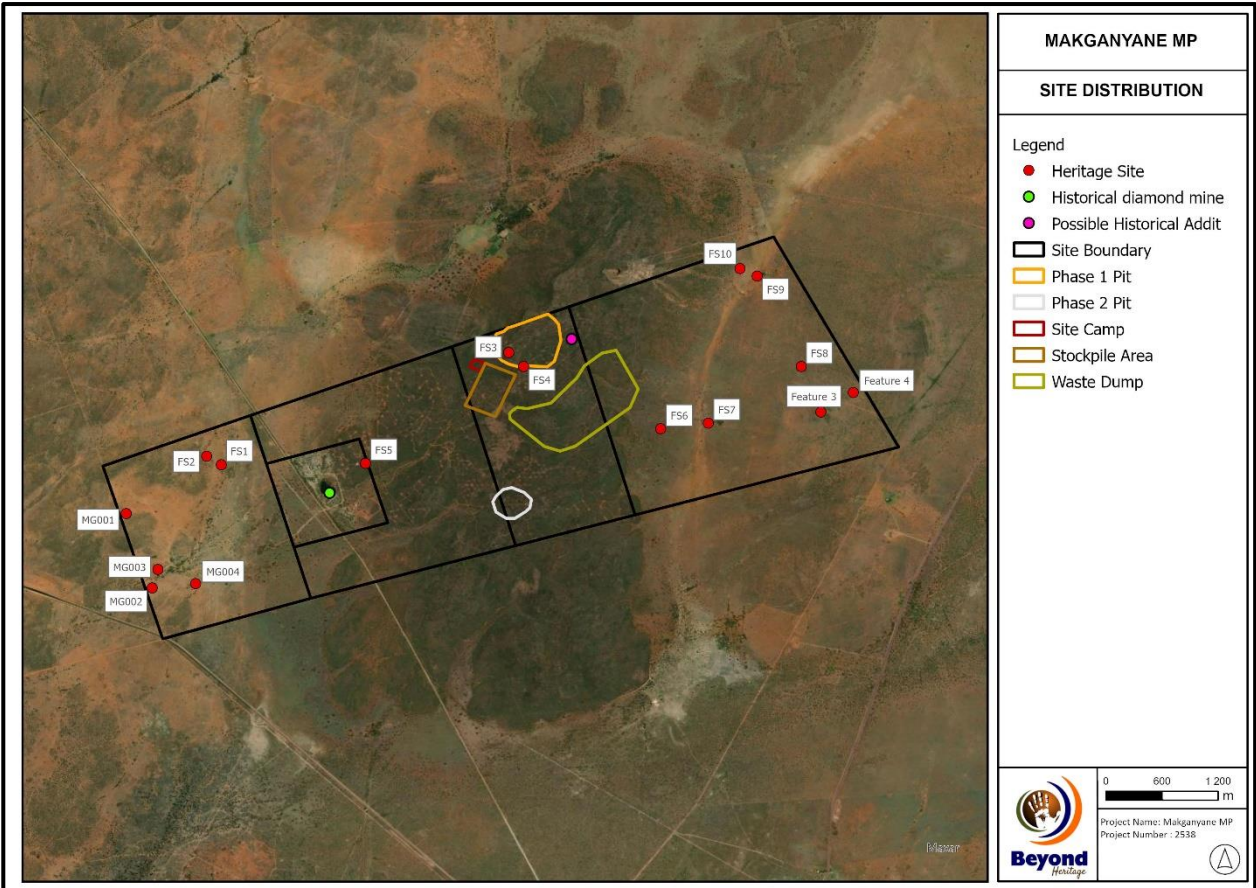 MAKGANYANE MP
SITE DISTRIBUTION
Legend
Heritage Site
Historical diamond mine
Possible Historical Addit
Site Boundary
Phase 1 Pit
Phase 2 Pit
Site Camp
Stockpile Area
Waste Dump
FS10
FS9
FS3
FS4
FS8
Feature 4
Feature 3
FS7
FS6
FS5
FS2
FS1
MG001
MG003
MG004
MG002
Maxar
0 600 1 200
m
Project Name: Makganyane MP
Project Number : 2538
Beyond
Heritage